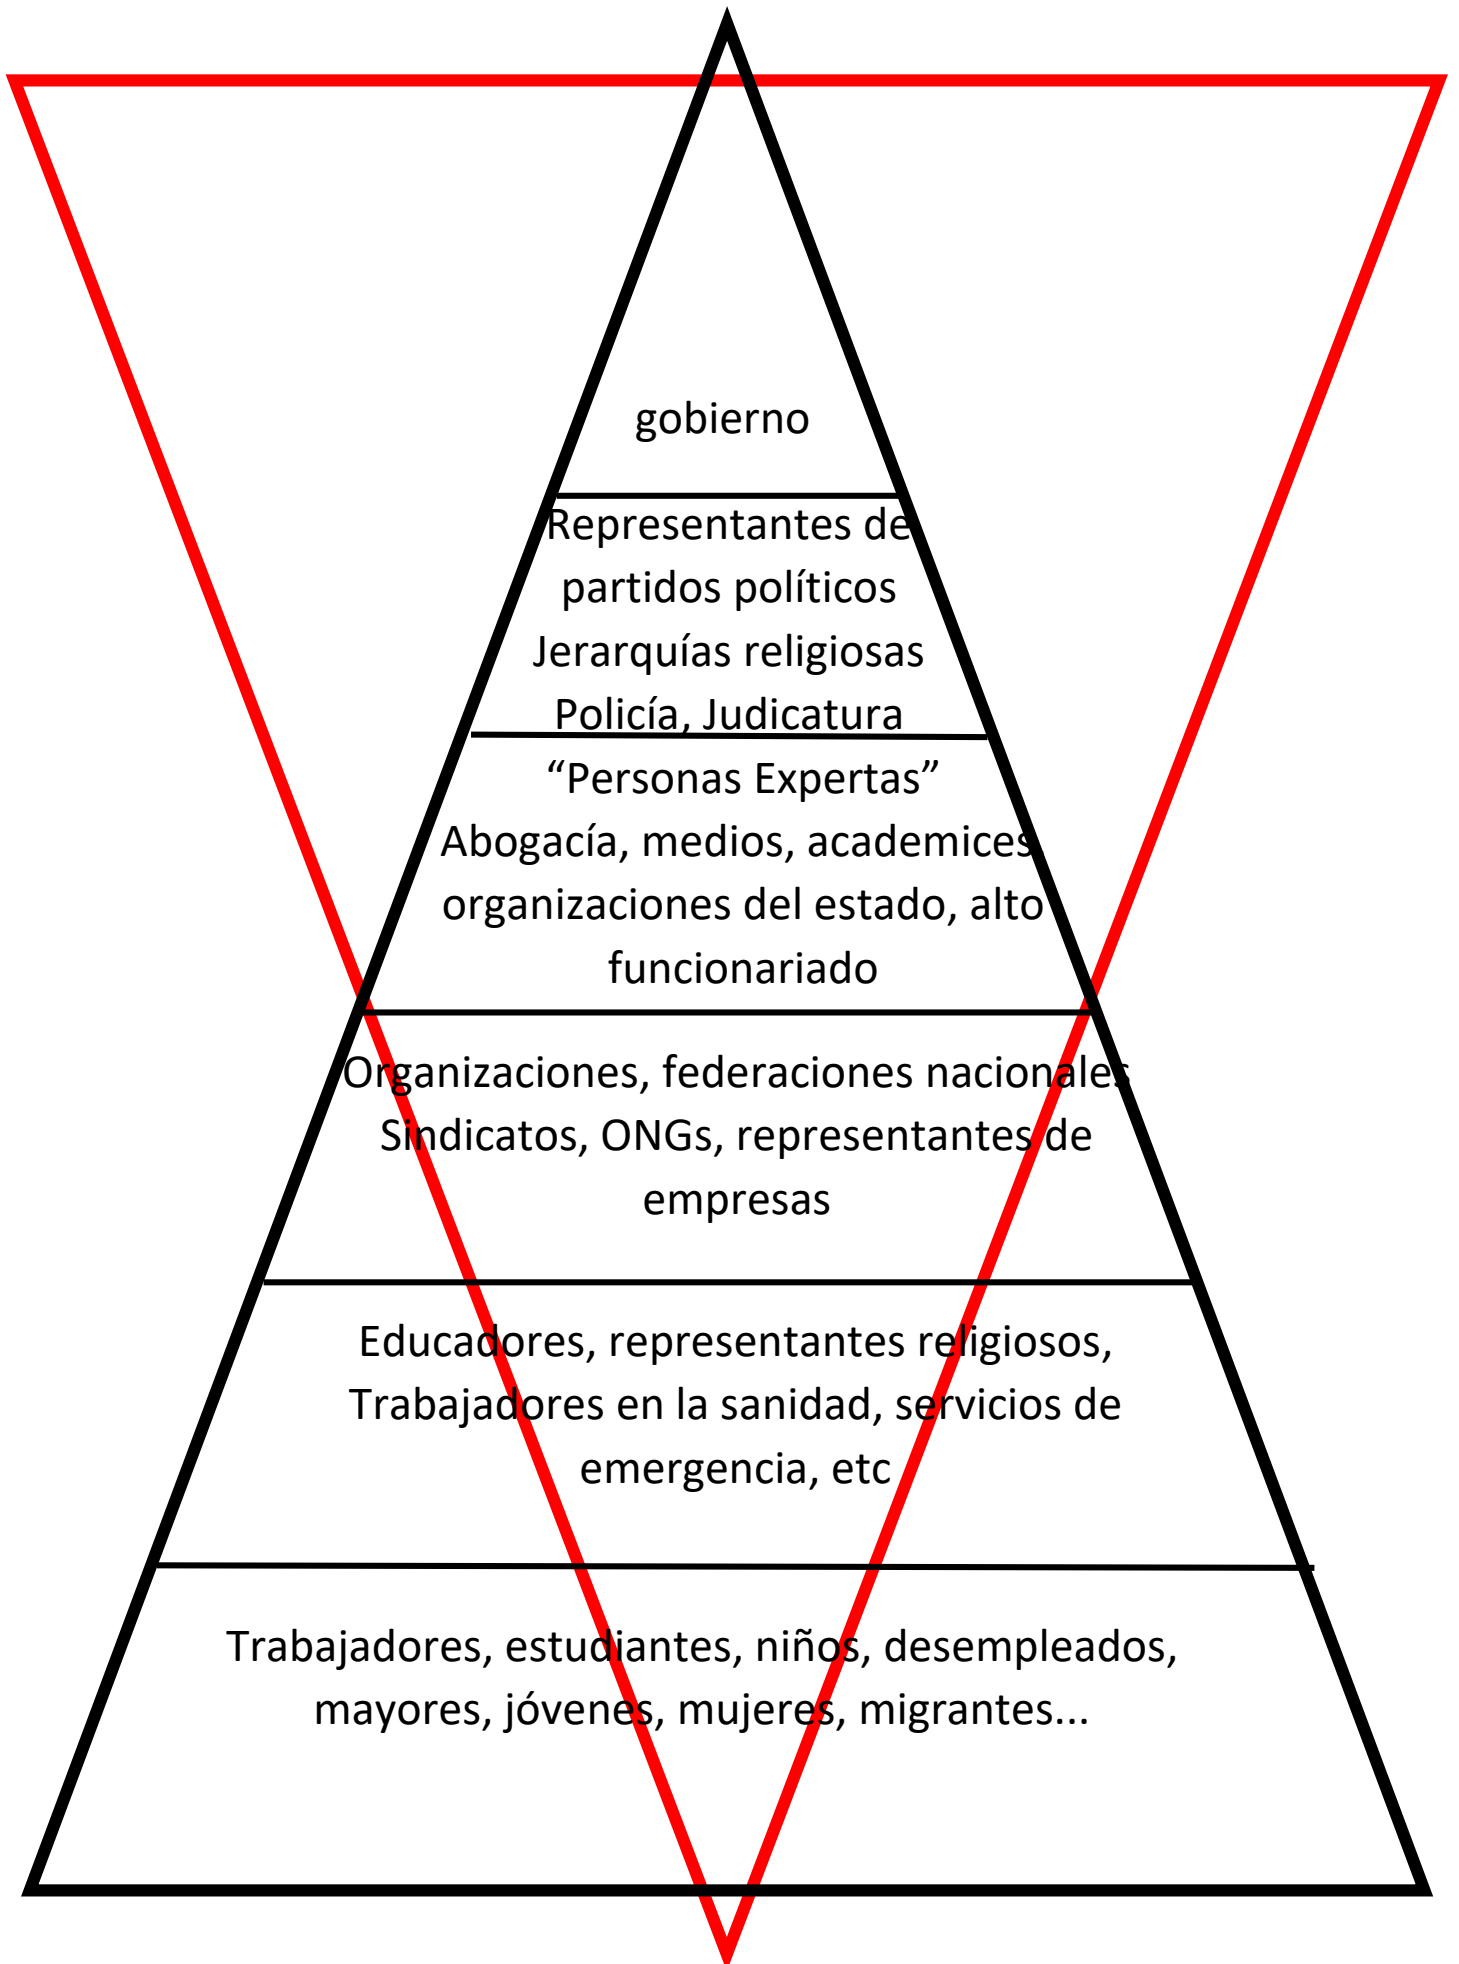 gobierno
Representantes de
partidos políticos
Jerarquías religiosas
Policía, Judicatura
“Personas Expertas”
Abogacía, medios, academices,
organizaciones del estado, alto
funcionariado
Organizaciones, federaciones nacionales
Sindicatos, ONGs, representantes de
empresas
Educadores, representantes religiosos,
Trabajadores en la sanidad, servicios de
emergencia, etc
Trabajadores, estudiantes, niños, desempleados,
mayores, jóvenes, mujeres, migrantes...